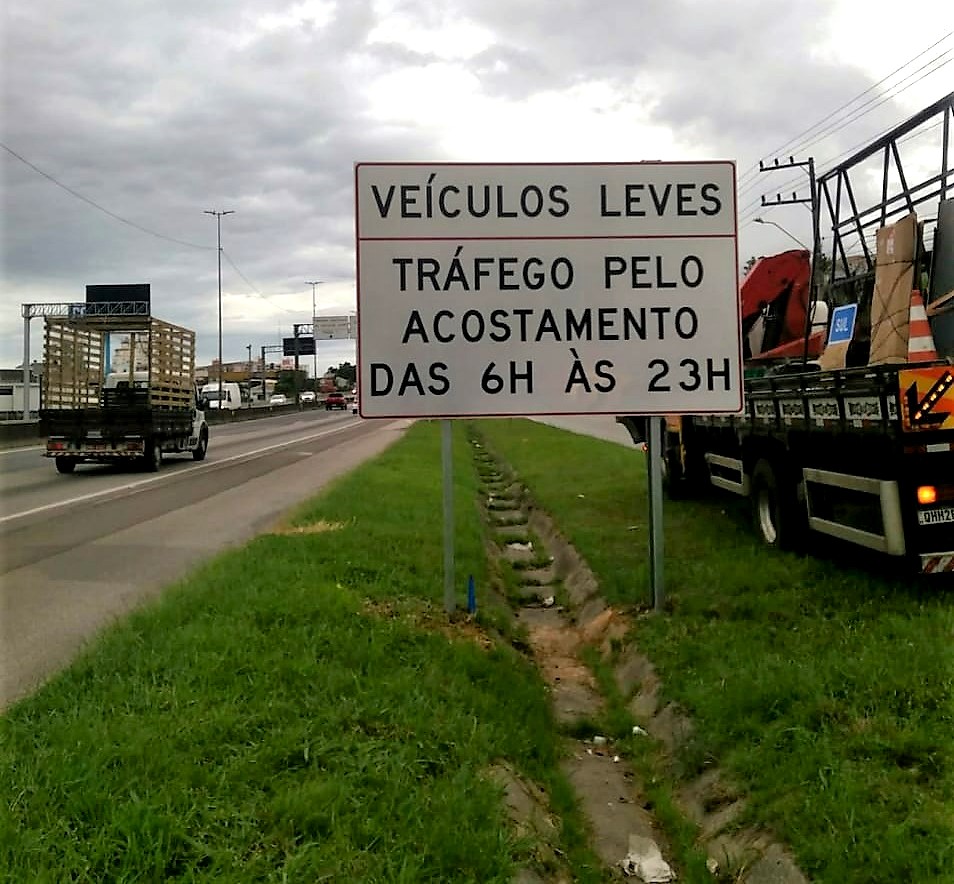 VEÍCULOS LEVES
TRÁFEGO PELO
ACOSTAMENTO
DAS 6H ÀS 23H
SUL